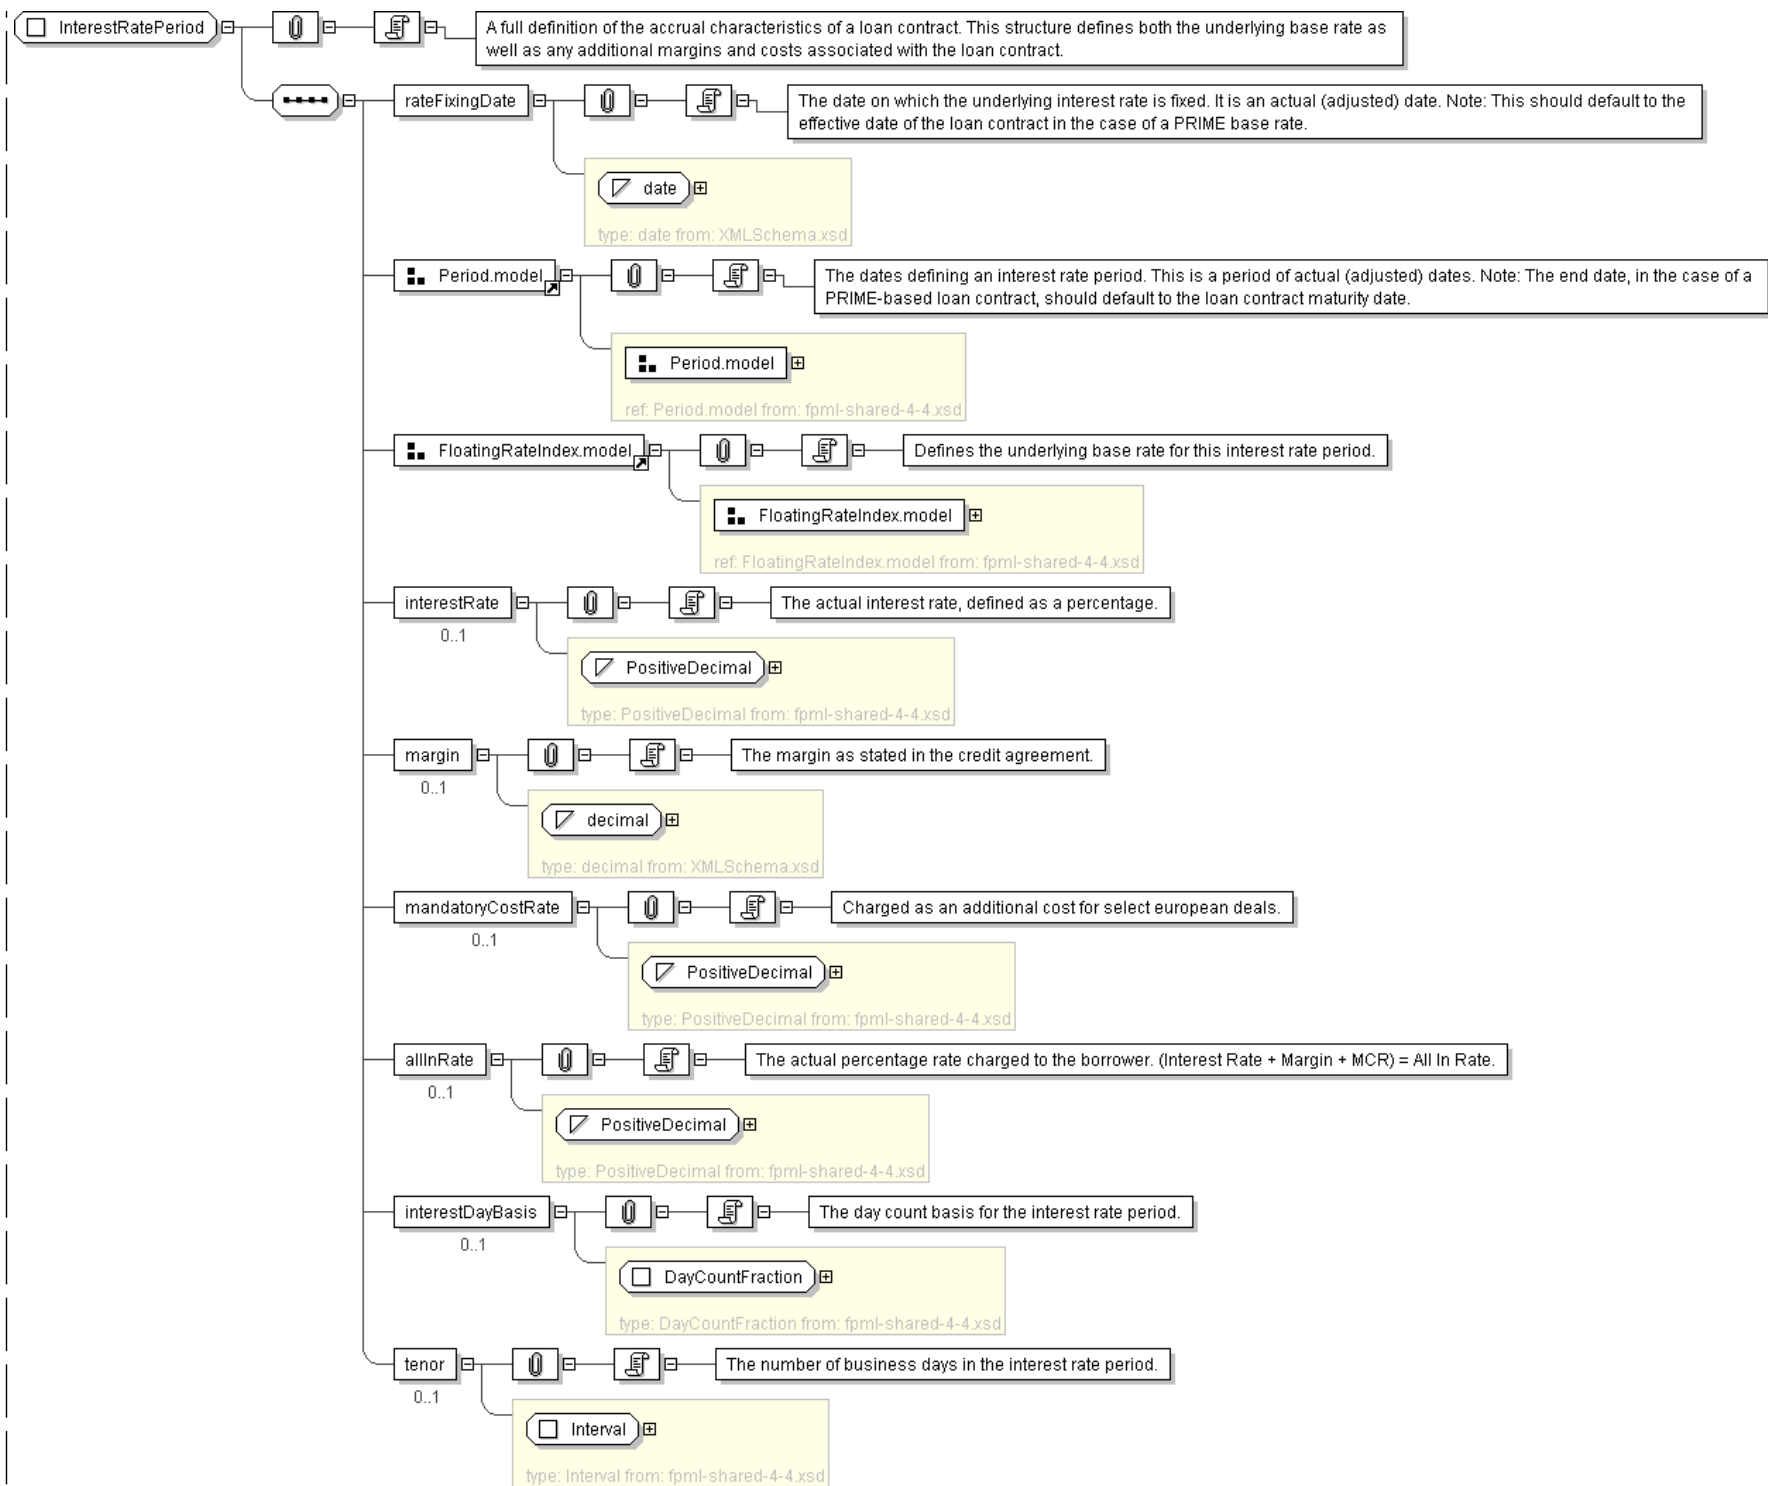 InterestRatePeriod
A full definition of the accrual characteristics of a loan contract. This structure defines both the underlying base rate as
well as any additional margins and costs associated with the loan contract.
rateFixingDate
The date on which the underlying interest rate is fixed. It is an actual (adjusted) date. Note: This should default to the
effective date of the loan contract in the case of a PRIME base rate.
date
type: date from: XMLSchema.xsd
Period.model
The dates defining an interest rate period. This is a period of actual (adjusted) dates. Note: The end date, in the case of a
PRIME-based loan contract, should default to the loan contract maturity date.
Period.model
ref: Period.model from: fpml-shared-4-4.xsd
FloatingRateIndex.model
Defines the underlying base rate for this interest rate period.
FloatingRateIndex.model
ref: FloatingRateIndex.model from: fpml-shared-4-4.xsd
interestRate
The actual interest rate, defined as a percentage.
0..1
PositiveDecimal
type: PositiveDecimal from: fpml-shared-4-4.xsd
margin
The margin as stated in the credit agreement.
0..1
decimal
type: decimal from: XMLSchema.xsd
mandatoryCostRate
Charged as an additional cost for select european deals.
0..1
PositiveDecimal
type: PositiveDecimal from: fpml-shared-4-4.xsd
allInRate
The actual percentage rate charged to the borrower. (Interest Rate + Margin + MCR) = All In Rate.
0..1
PositiveDecimal
type: PositiveDecimal from: fpml-shared-4-4.xsd
interestDayBasis
The day count basis for the interest rate period.
0..1
DayCountFraction
type: DayCountFraction from: fpml-shared-4-4.xsd
tenor
The number of business days in the interest rate period.
0..1
Interval
type: Interval from: fpml-shared-4-4.xsd